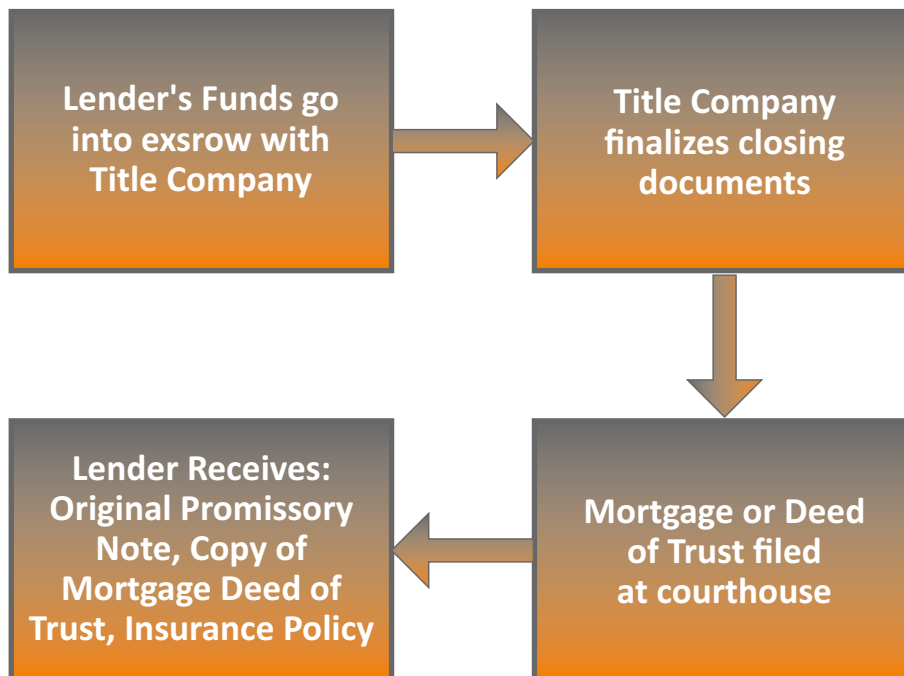 Lender's Funds go
into exsrow with
Title Company
Title Company
finalizes closing
documents
Mortgage or Deed
of Trust filed
at courthouse
Lender Receives:
Original Promissory
Note, Copy of
Mortgage Deed of
Trust, Insurance Policy